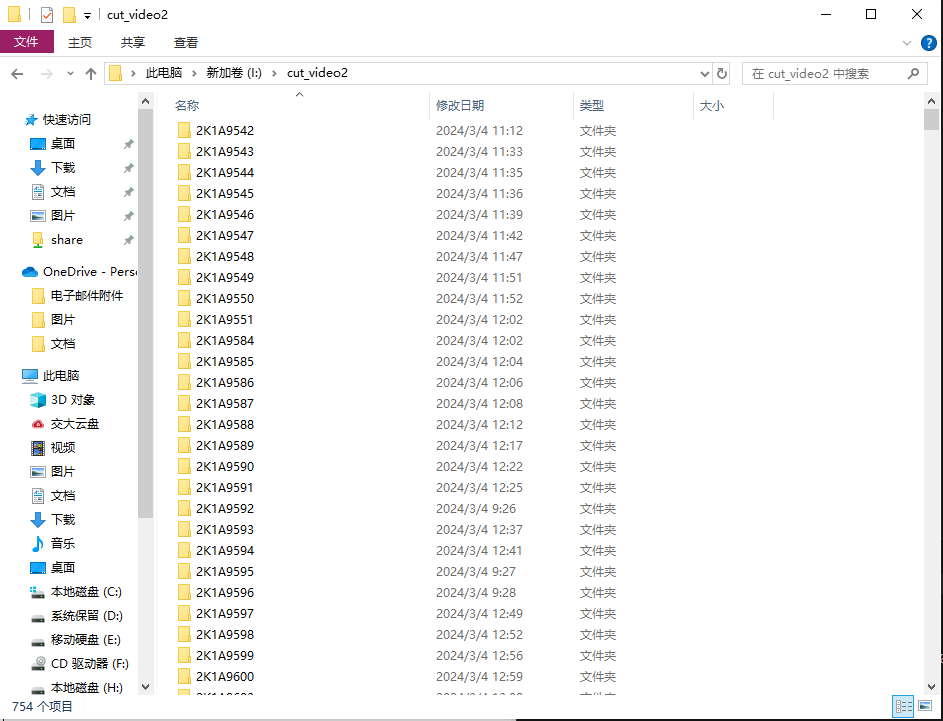 cut_video2
文件 主页 共享 查看
此电脑 新加卷 (I:) cut_video2 在 cut_video2 中搜索
快速访问
桌面
下载
文档
图片
share
OneDrive - Perso
电子邮件附件
图片
文档
此电脑
3D 对象
交大云盘
视频
图片
文档
下载
音乐
桌面
本地磁盘 (C:)
系统保留 (D:)
移动硬盘 (E:)
CD 驱动器 (F:)
本地磁盘 (H:)
名称 修改日期 类型 大小
2K1A9542 2024/3/4 11:12 文件夹
2K1A9543 2024/3/4 11:33 文件夹
2K1A9544 2024/3/4 11:35 文件夹
2K1A9545 2024/3/4 11:36 文件夹
2K1A9546 2024/3/4 11:39 文件夹
2K1A9547 2024/3/4 11:42 文件夹
2K1A9548 2024/3/4 11:47 文件夹
2K1A9549 2024/3/4 11:51 文件夹
2K1A9550 2024/3/4 11:52 文件夹
2K1A9551 2024/3/4 12:02 文件夹
2K1A9584 2024/3/4 12:02 文件夹
2K1A9585 2024/3/4 12:04 文件夹
2K1A9586 2024/3/4 12:06 文件夹
2K1A9587 2024/3/4 12:08 文件夹
2K1A9588 2024/3/4 12:12 文件夹
2K1A9589 2024/3/4 12:17 文件夹
2K1A9590 2024/3/4 12:22 文件夹
2K1A9591 2024/3/4 12:25 文件夹
2K1A9592 2024/3/4 9:26 文件夹
2K1A9593 2024/3/4 12:37 文件夹
2K1A9594 2024/3/4 12:41 文件夹
2K1A9595 2024/3/4 9:27 文件夹
2K1A9596 2024/3/4 9:28 文件夹
2K1A9597 2024/3/4 12:49 文件夹
2K1A9598 2024/3/4 12:52 文件夹
2K1A9599 2024/3/4 12:56 文件夹
2K1A9600 2024/3/4 12:59 文件夹
754 个项目